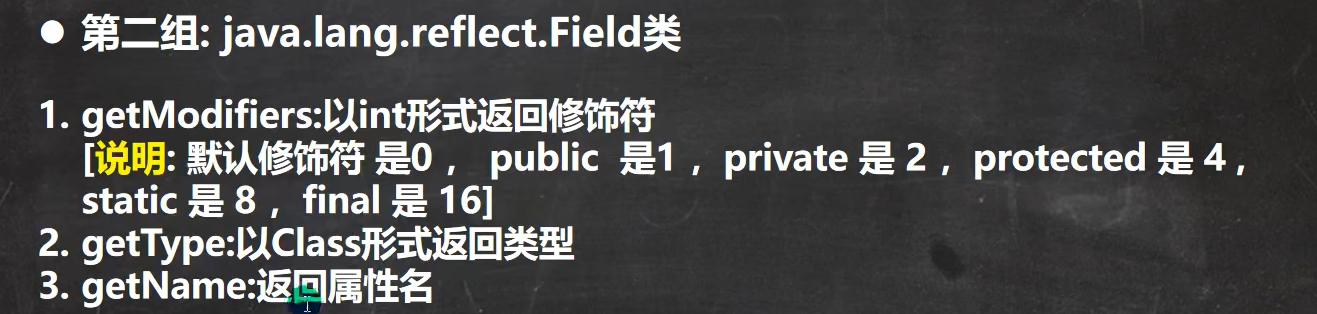 ● 第二组: java.lang.reflect.Field类
1. getModifiers:以int形式返回修饰符
[说明: 默认修饰符 是0 ， public 是1 ，private 是 2 ，protected 是 4 ,
static 是 8 ，final 是 16]
2. getType:以Class形式返回类型
3. getName:返回属性名